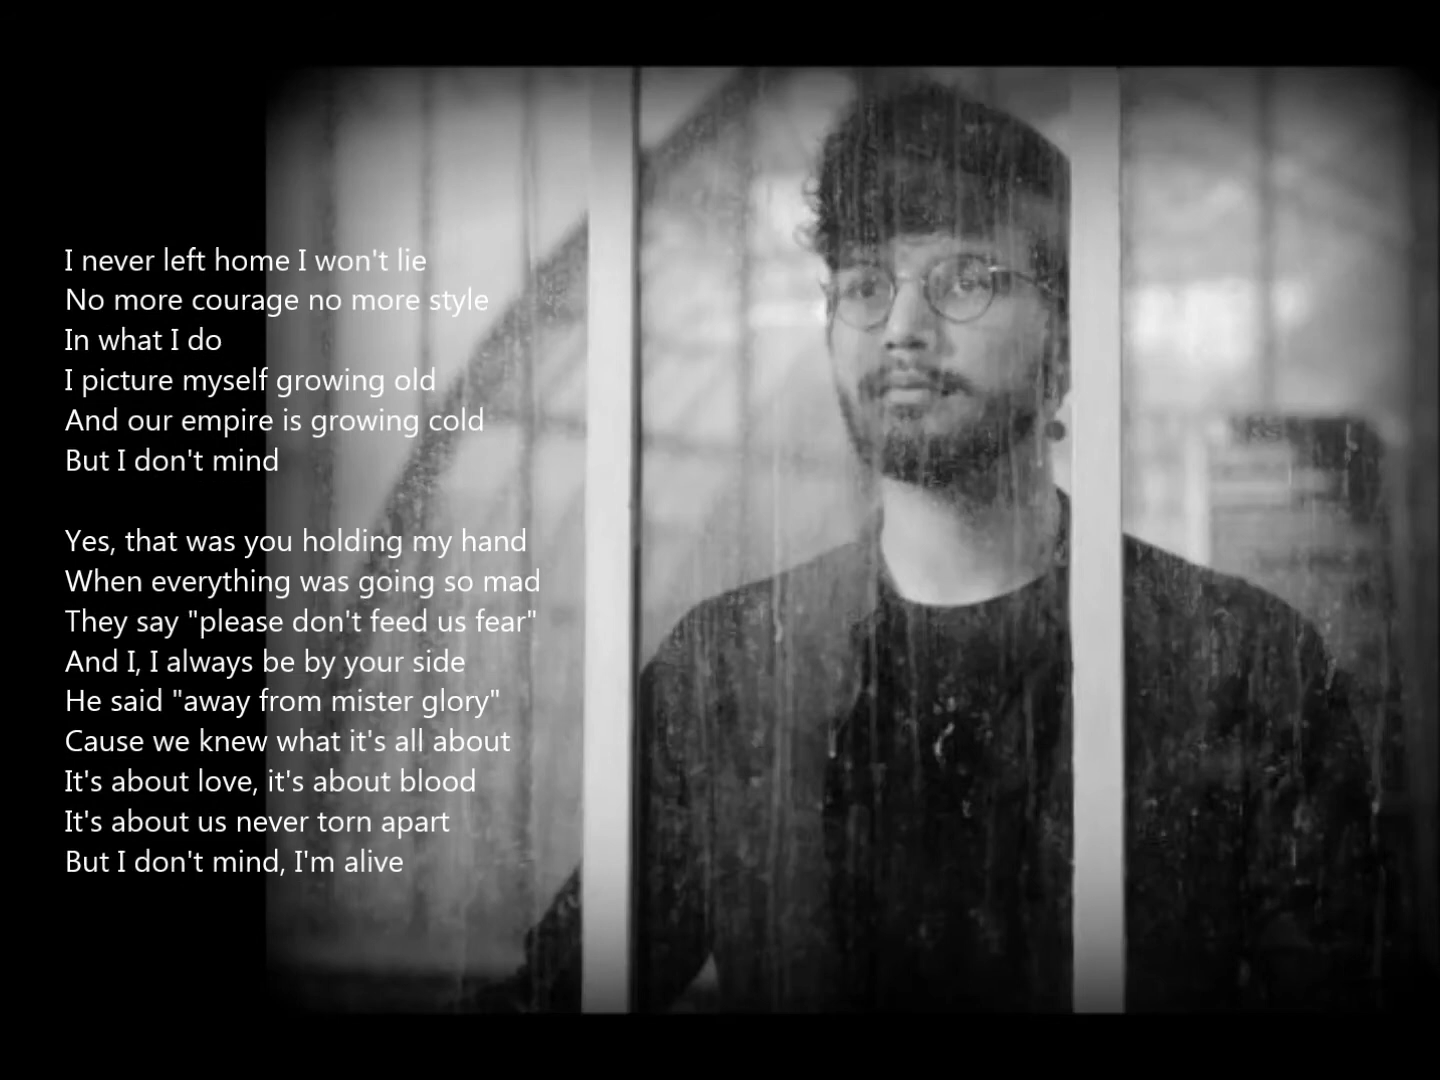 I never left home I won't lie
No more courage no more style
In what I do
I picture myself growing old
And our empire is growing cold
But I don't mind
Yes, that was you holding my hand
When everything was going so mad
They say "please don't feed us fear"
And I, I always be by your side
He said "away from mister glory"
Cause we knew what it's all about
It's about love, it's about blood
It's about us never torn apart
But I don't mind, I'm alive